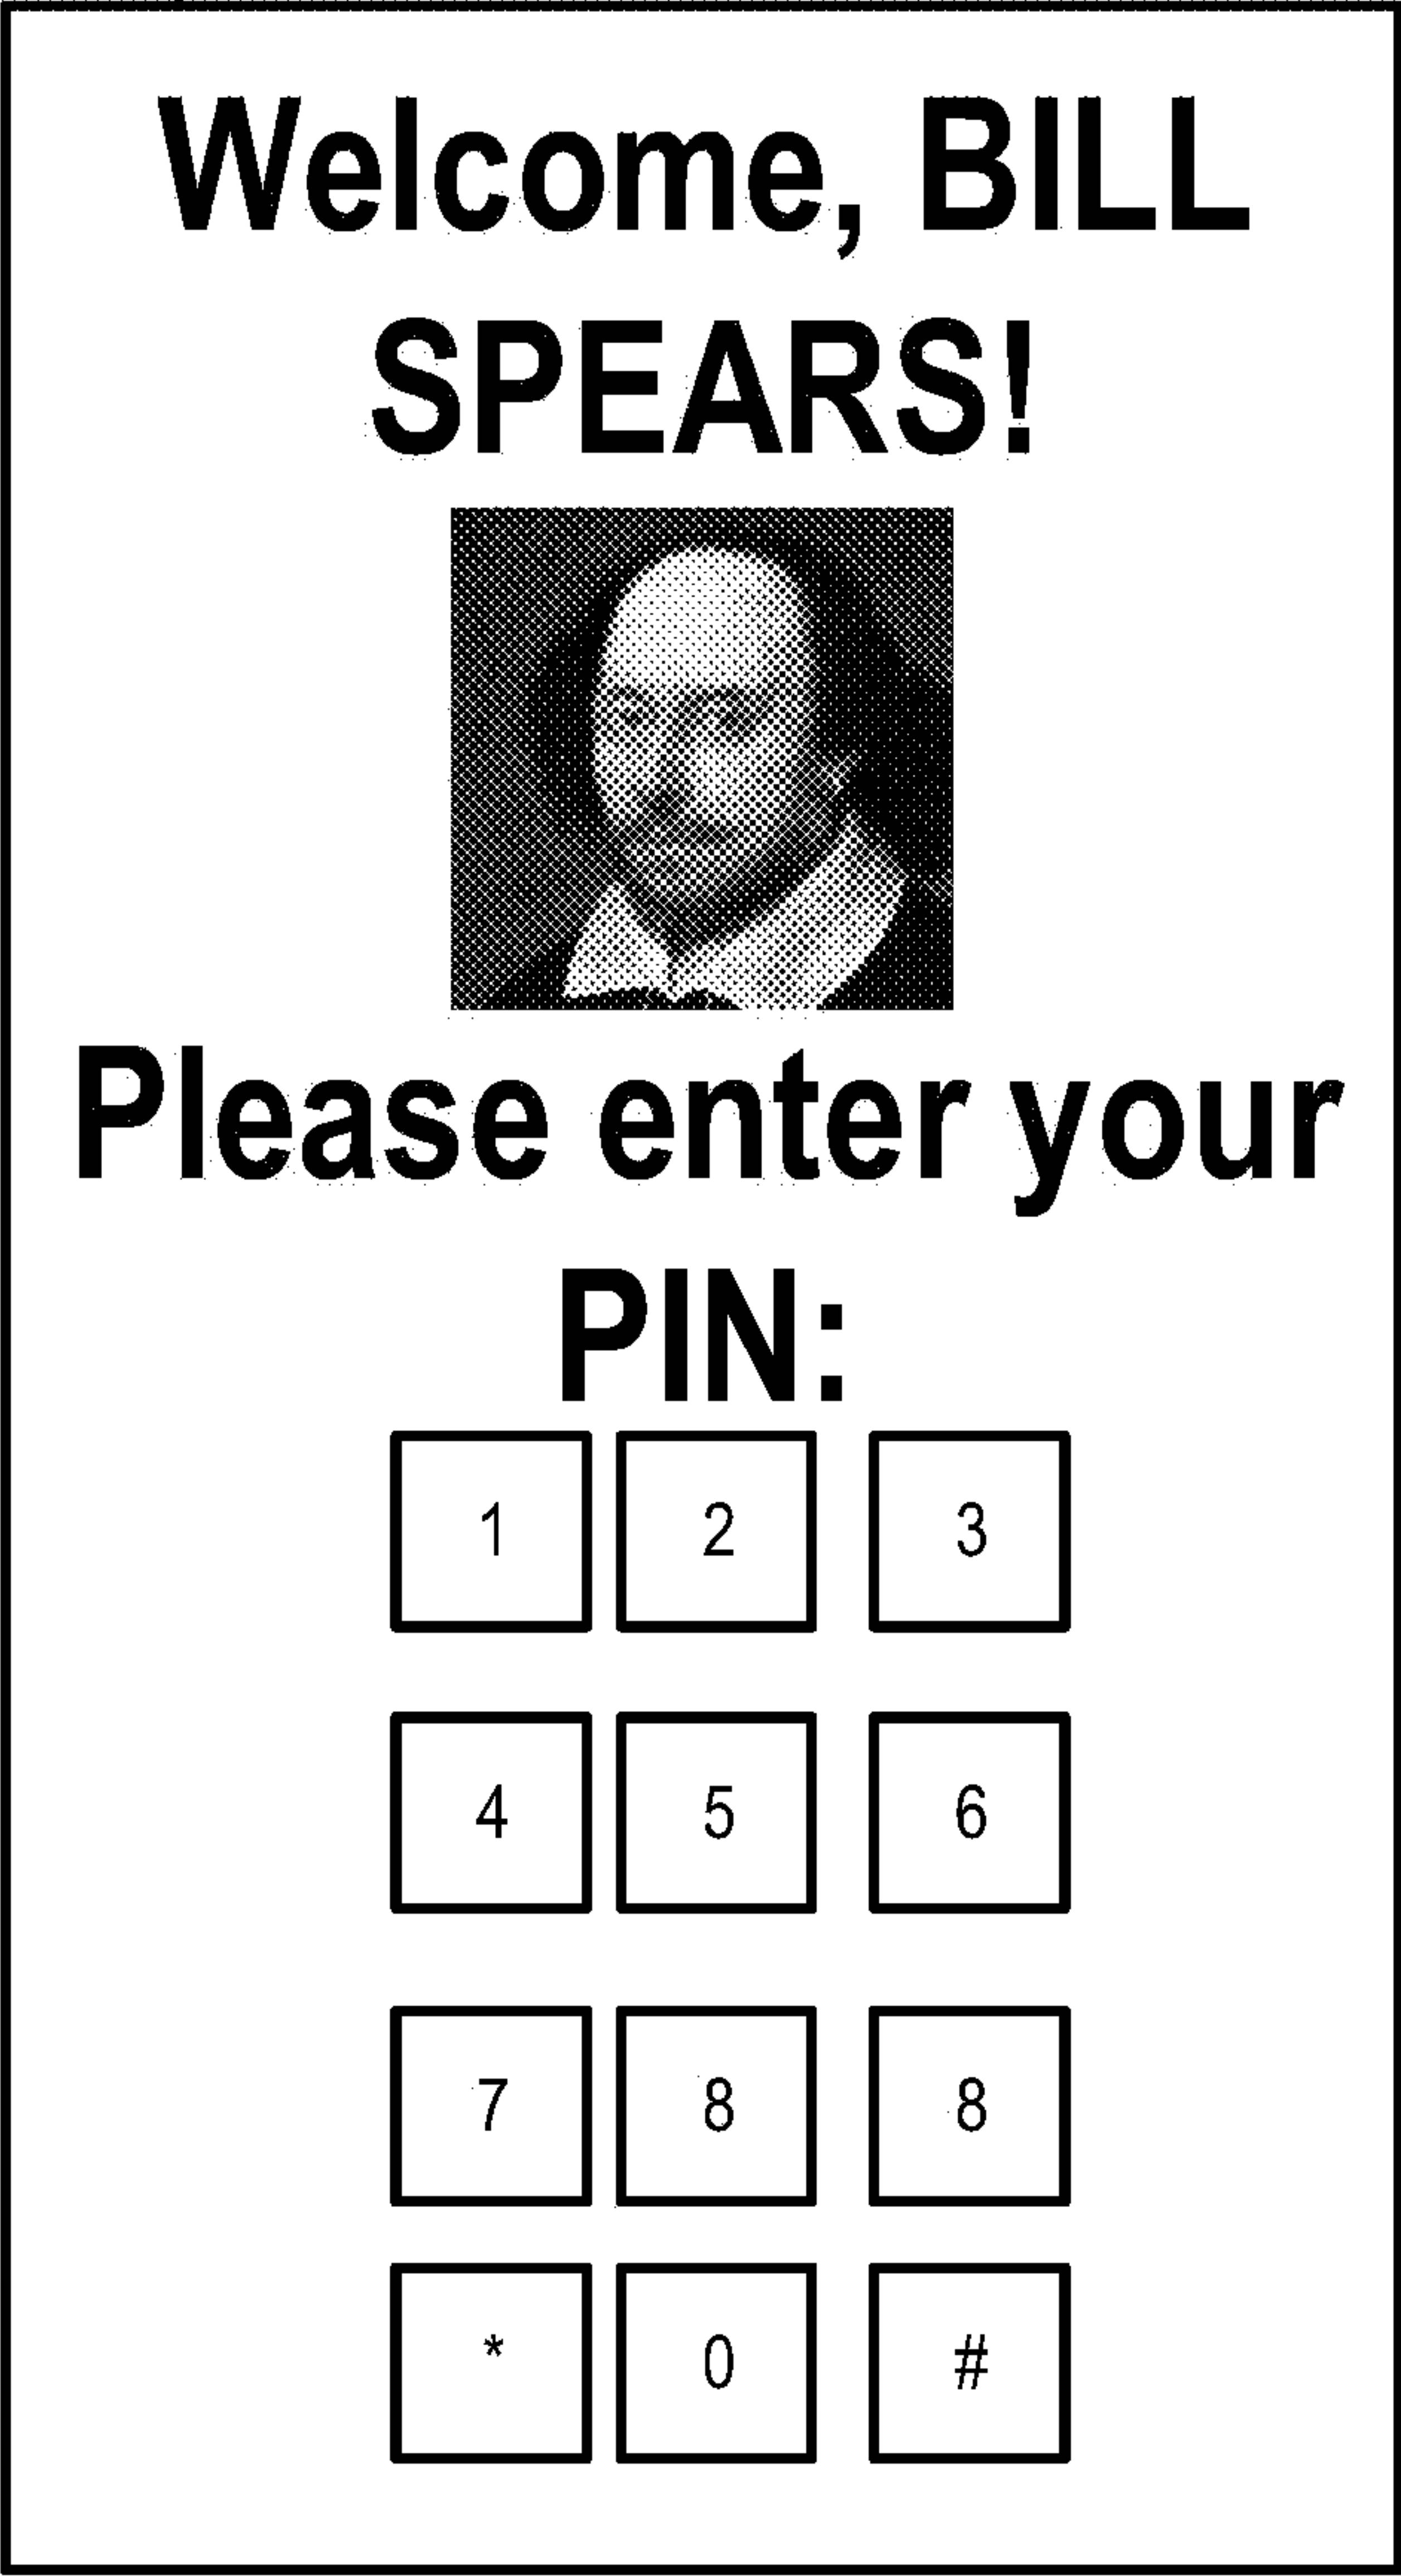 Welcome, BILL
SPEARS!
Please enter your
PIN:
1 2 3
4 5 6
7 8 8
* 0 #